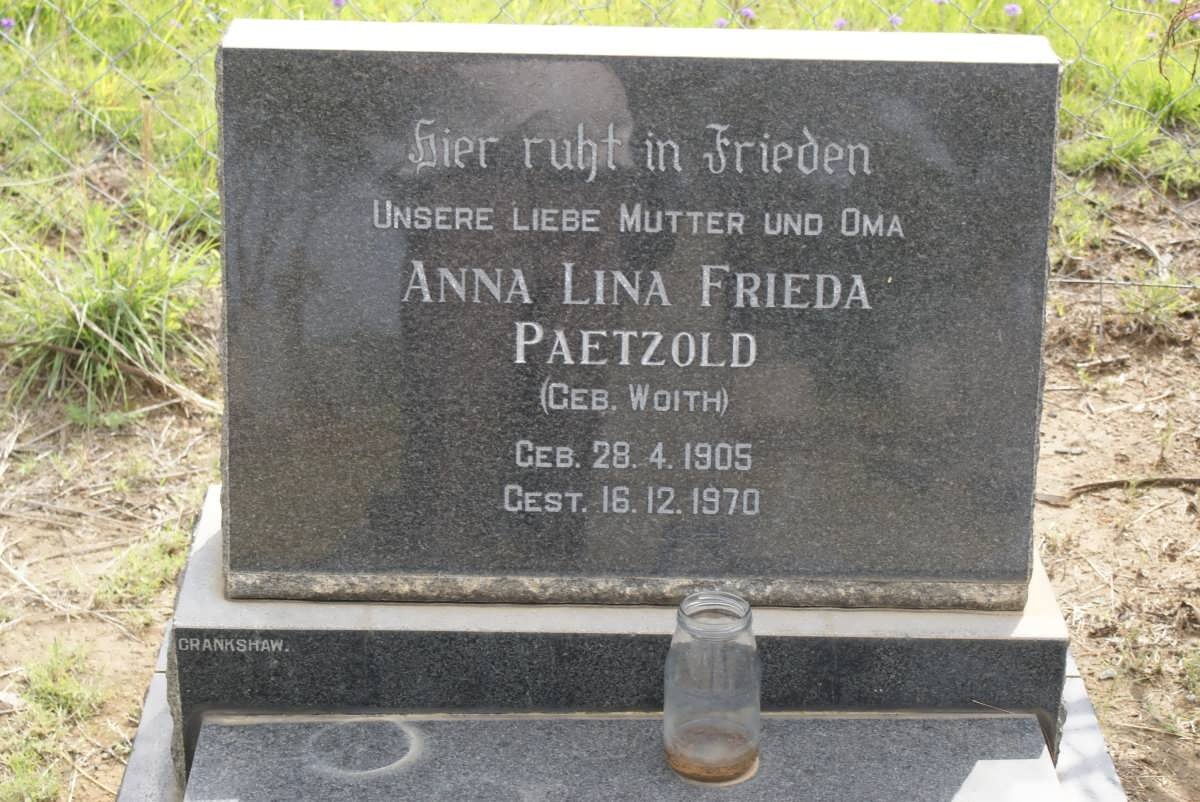 Hier ruht in Frieden
UNSERE LIEBE MUTTER UND OMA
ANNA LINA FRIEDA
PAETZOLD
(GEB. WOITH)
GEB. 28.4.1905
GEST. 16.12.1970
CRANKSHAW.